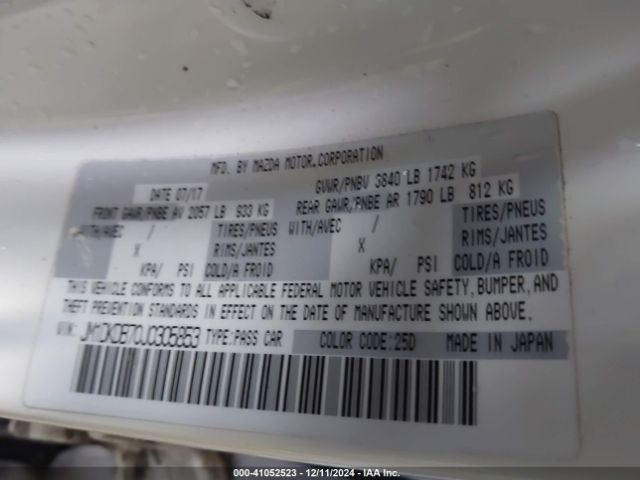 MFD. BY MAZDA MOTOR CORPORATION
DATE 07/17 GVWR/PNBV 3840 LB 1742 KG
FRONT GAWR/PNBE AV 2057 LB 933 KG REAR GAWR/PNBE AR 1790 LB 812 KG
WITH/AVEC / TIRES/PNEUS WITH/AVEC / TIRES/PNEUS
X RIMS/JANTES X RIMS/JANTES
KPA/ PSI COLD/A FROID KPA/ PSI COLD/A FROID
THIS VEHICLE CONFORMS TO ALL APPLICABLE FEDERAL MOTOR VEHICLE SAFETY, BUMPER, AND
THEFT PREVENTION STANDARDS IN EFFECT ON THE DATE OF MANUFACTURE SHOWN ABOVE.
VIN: JM1DKCB70J0305853 TYPE: PASS CAR COLOR CODE: 25D MADE IN JAPAN
000-41052523 - 12/11/2024 - IAA Inc.